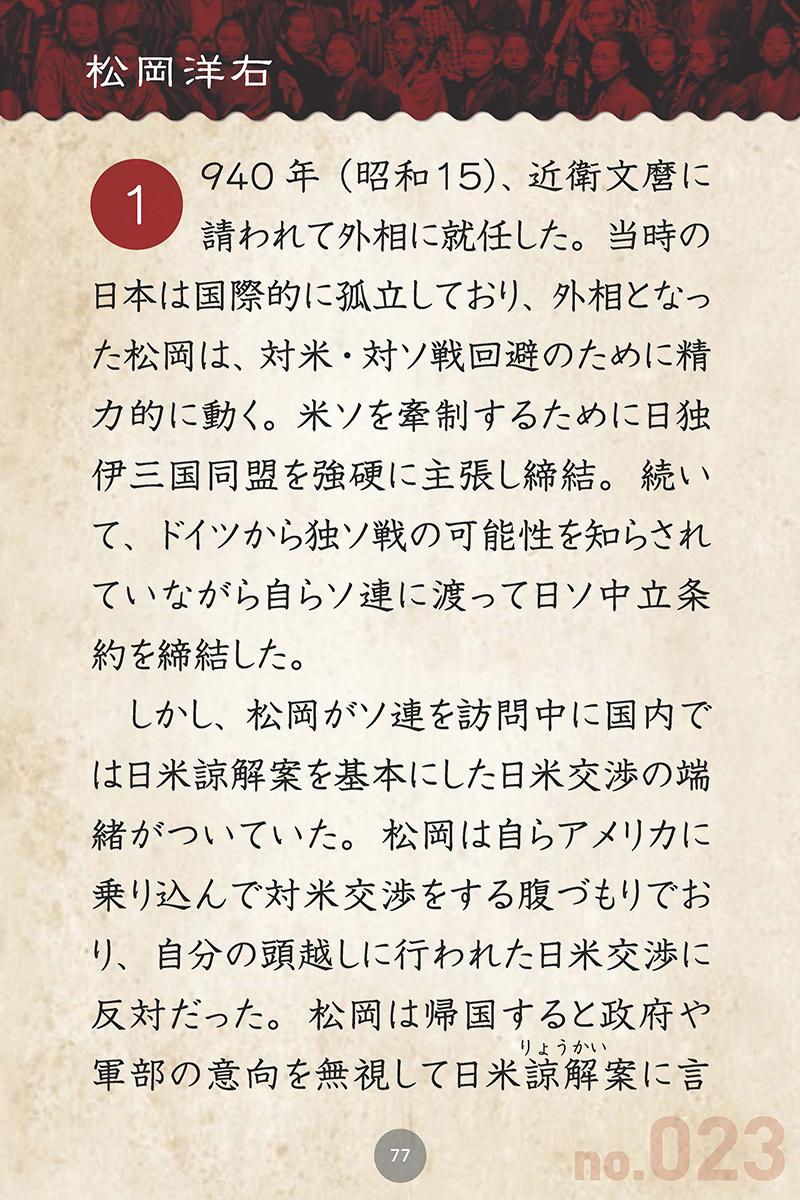 松岡洋右
1940年（昭和15）、近衛文麿に
請われて外相に就任した。当時の
日本は国際的に孤立しており、外相となっ
た松岡は、対米・対ソ戦回避のために精
力的に動く。米ソを牽制するために日独
伊三国同盟を強硬に主張し締結。続い
て、ドイツから独ソ戦の可能性を知らされ
ていながら自らソ連に渡って日ソ中立条
約を締結した。
しかし、松岡がソ連を訪問中に国内で
は日米諒解案を基本にした日米交渉の端
緒がついていた。松岡は自らアメリカに
乗り込んで対米交渉をする腹づもりでお
り、自分の頭越しに行われた日米交渉に
反対だった。松岡は帰国すると政府や
りょうかい
軍部の意向を無視して日米諒解案に言
77
no.023